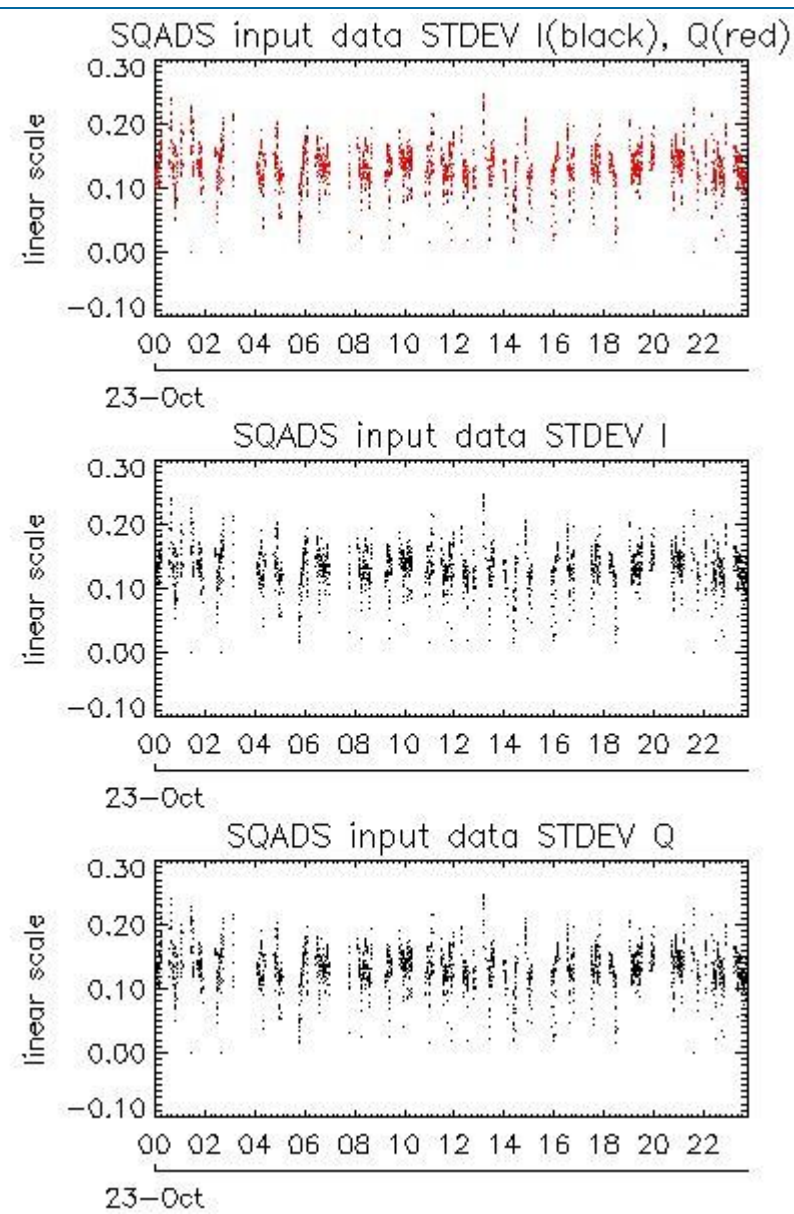 SQADS input data STDEV I(black), Q(red)
0.30
0.20
0.10
0.00
-0.10
linear scale
00 02 04 06 08 10 12 14 16 18 20 22
23-Oct
SQADS input data STDEV I
0.30
0.20
0.10
0.00
-0.10
linear scale
00 02 04 06 08 10 12 14 16 18 20 22
23-Oct
SQADS input data STDEV Q
0.30
0.20
0.10
0.00
-0.10
linear scale
00 02 04 06 08 10 12 14 16 18 20 22
23-Oct